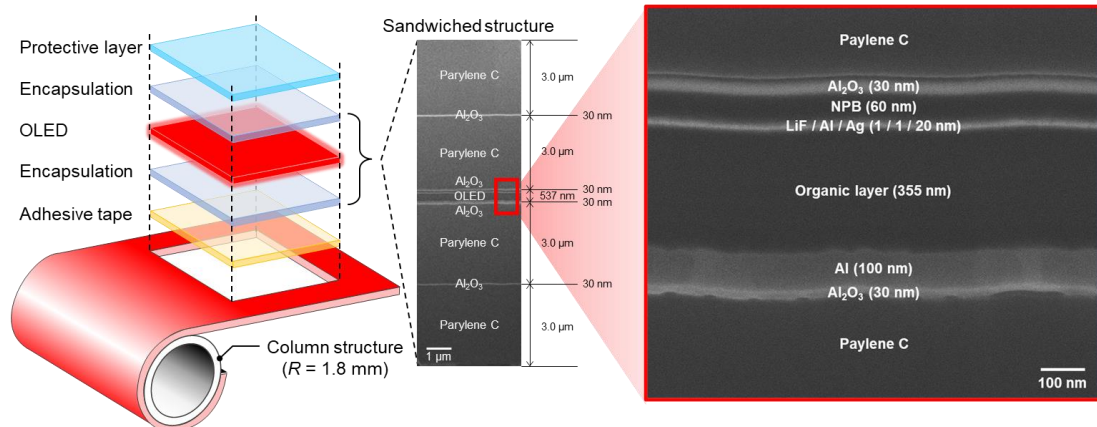 Protective layer
Encapsulation
OLED
Encapsulation
Adhesive tape
Column structure
(R = 1.8 mm)
Sandwiched structure
Parylene C
3.0 μm
Al₂O₃
30 nm
Parylene C
3.0 μm
Al₂O₃
30 nm
OLED
537 nm
Al₂O₃
30 nm
Parylene C
3.0 μm
Al₂O₃
30 nm
Parylene C
3.0 μm
1 μm
Paylene C
Al₂O₃ (30 nm)
NPB (60 nm)
LiF / Al / Ag (1 / 1 / 20 nm)
Organic layer (355 nm)
Al (100 nm)
Al₂O₃ (30 nm)
Paylene C
100 nm